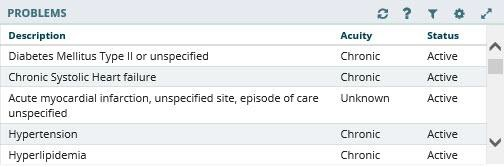 PROBLEMS
Description Acuity Status
Diabetes Mellitus Type II or unspecified Chronic Active
Chronic Systolic Heart failure Chronic Active
Acute myocardial infarction, unspecified site, episode of care Unknown Active
unspecified
Hypertension Chronic Active
Hyperlipidemia Chronic Active